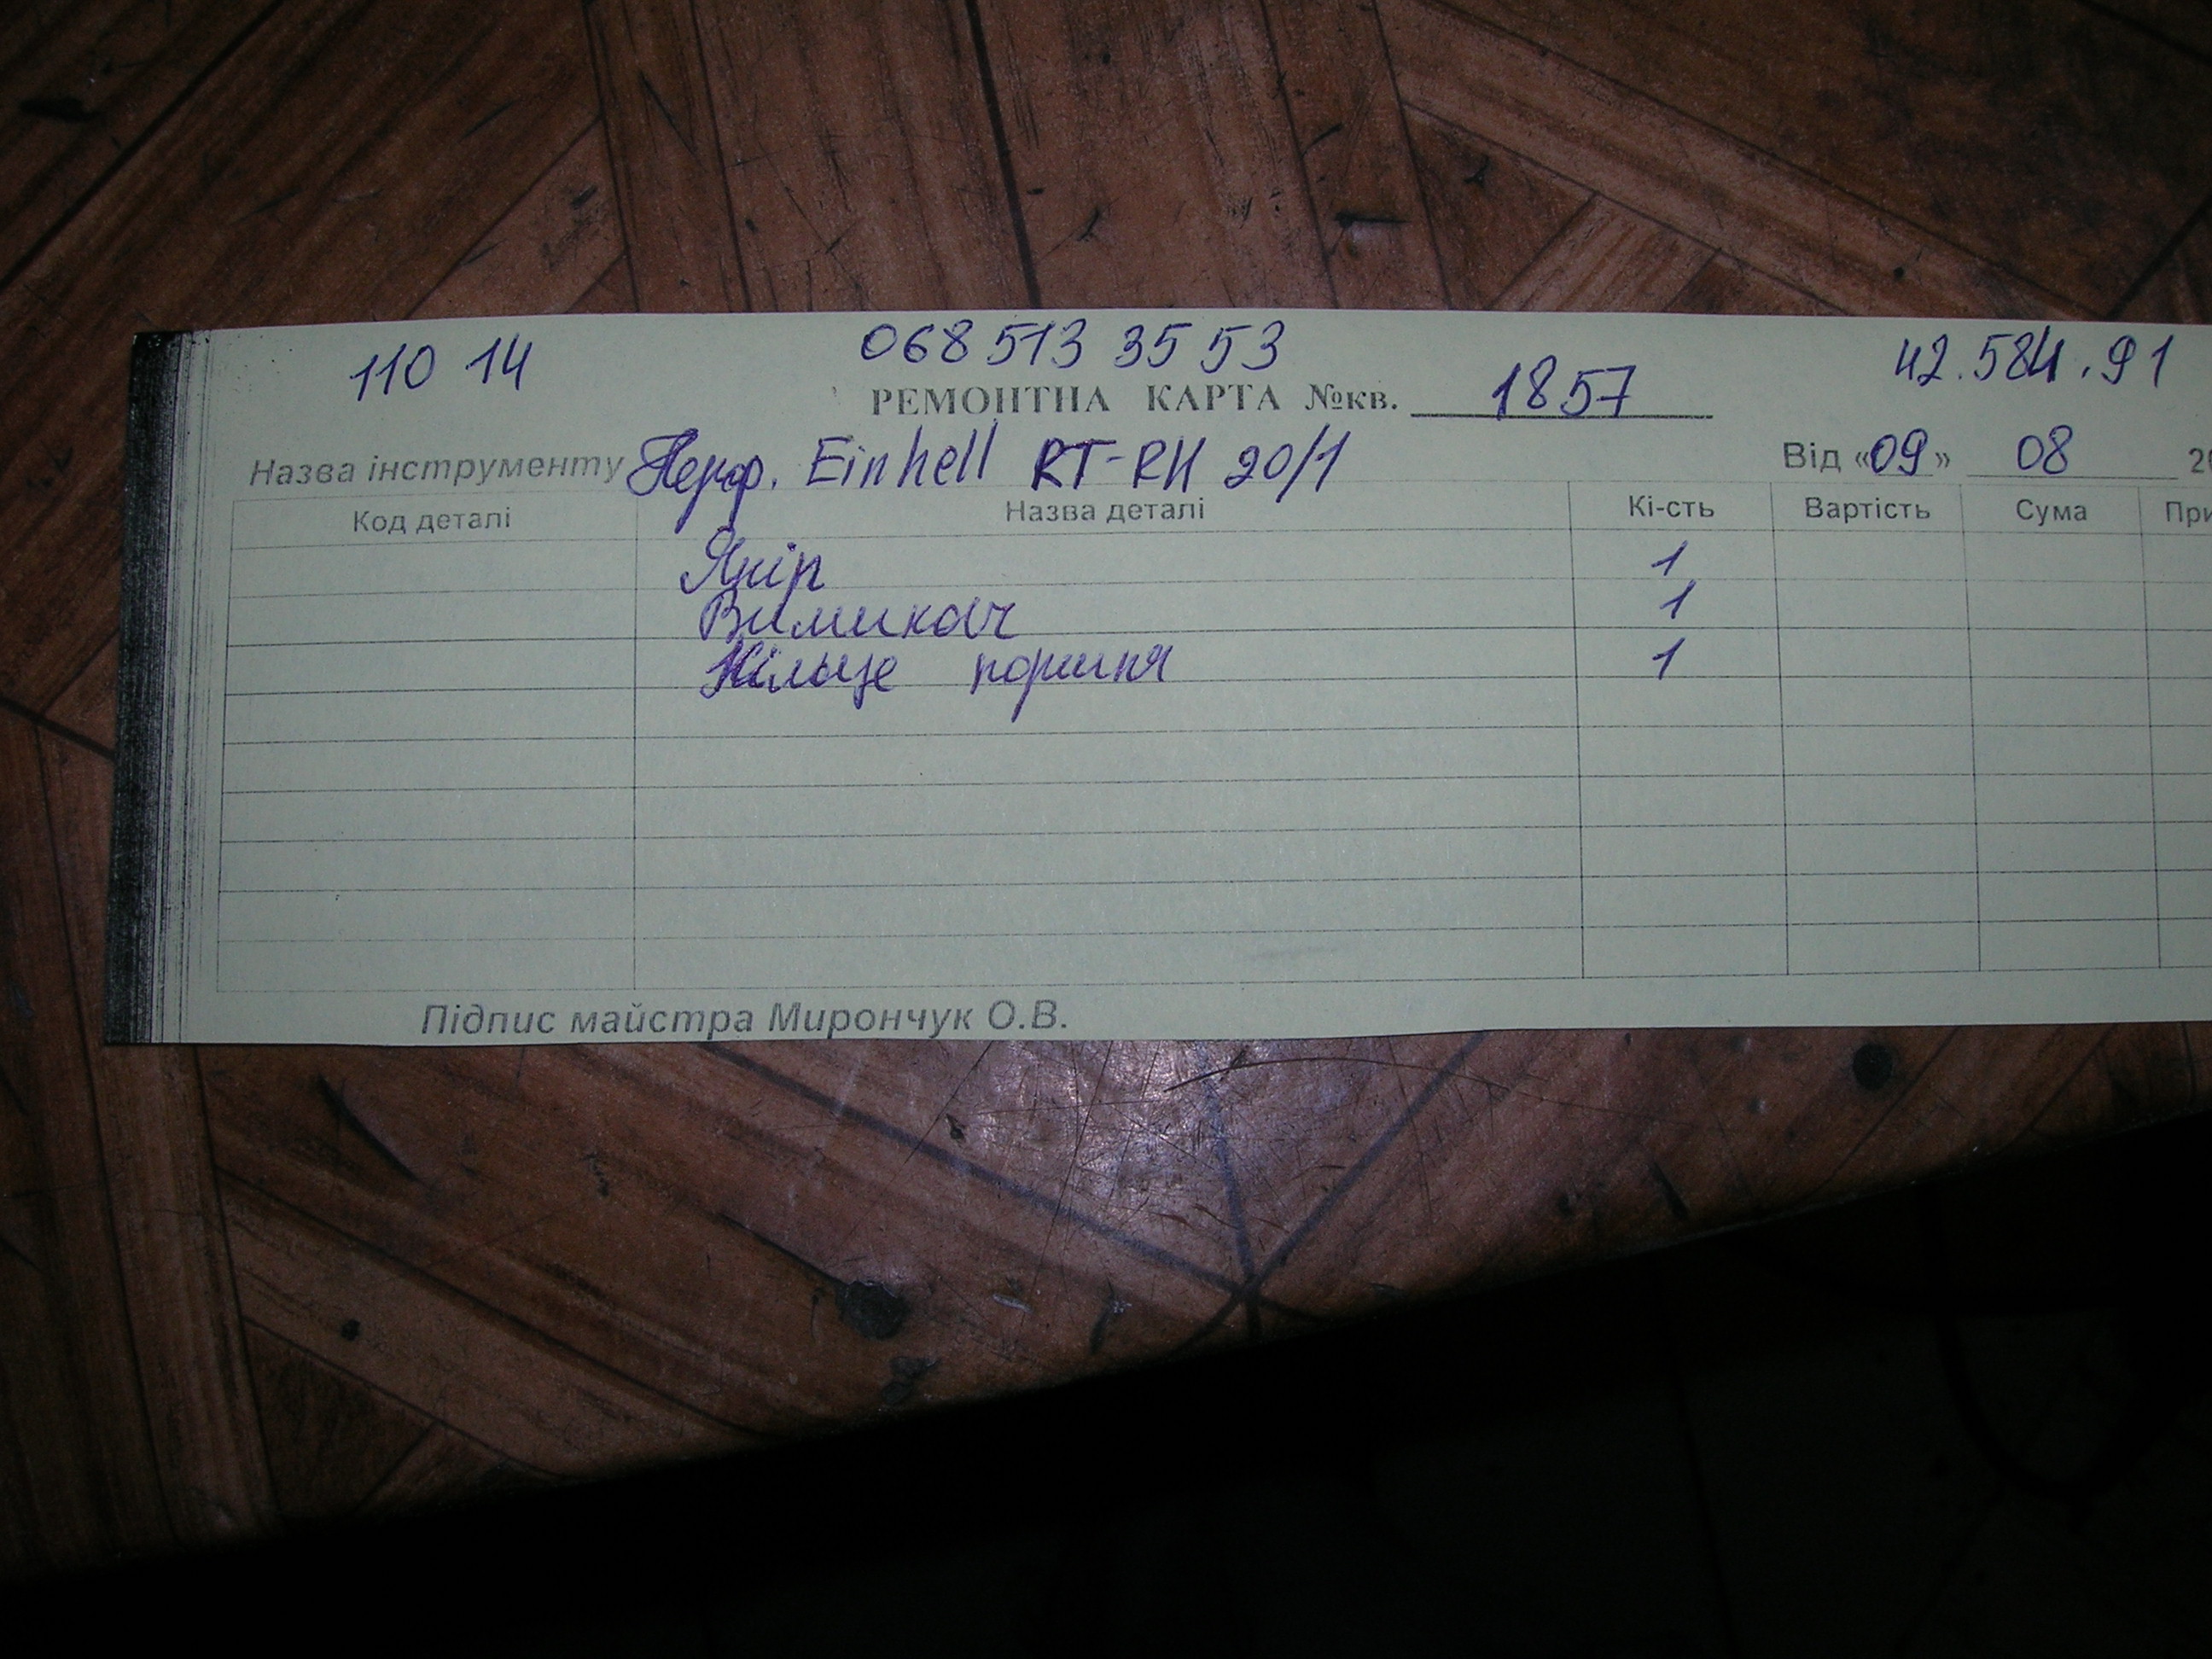 110 14 068 513 35 53 42.584.91
РЕМОНТНА КАРТА №кв. 1857
Назва інструменту Перф. Einhell RT-RH 20/1 Від «09» 08 20
Код деталі Назва деталі Кі-сть Вартість Сума При
Якір 1
Вимикач 1
Кільце поршня 1
Підпис майстра Мирончук О.В.